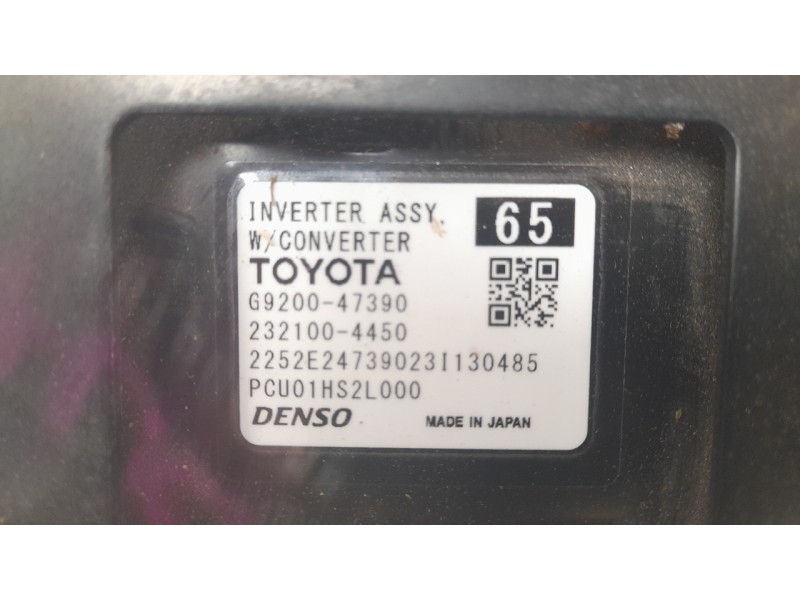 INVERTER ASSY.
W/CONVERTER
65
TOYOTA
G9200-47390
232100-4450
2252E24739023I130485
PCU01HS2L000
DENSO MADE IN JAPAN